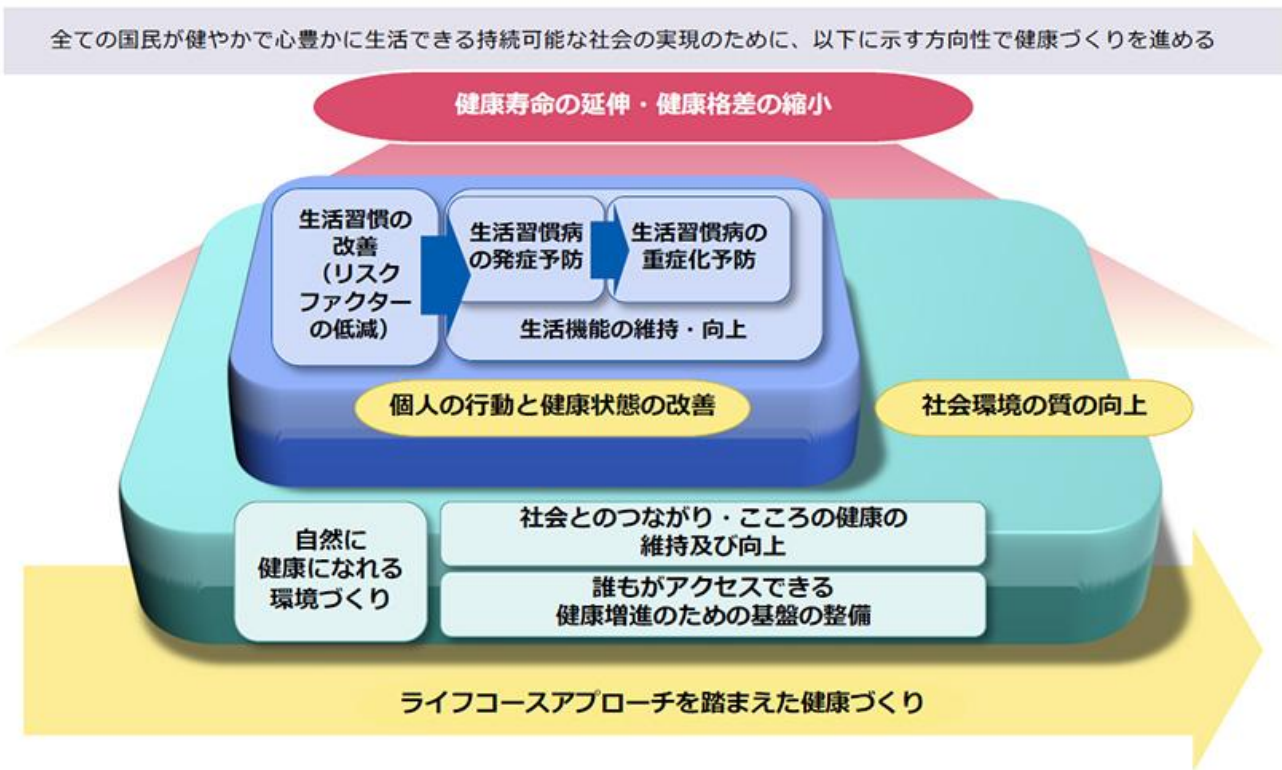 全ての国民が健やかで心豊かに生活できる持続可能な社会の実現のために、以下に示す方向性で健康づくりを進める
健康寿命の延伸・健康格差の縮小
生活習慣の
改善
（リスク
ファクター
の低減）
生活習慣病
の発症予防
生活習慣病の
重症化予防
生活機能の維持・向上
個人の行動と健康状態の改善
社会環境の質の向上
自然に
健康になれる
環境づくり
社会とのつながり・こころの健康の
維持及び向上
誰もがアクセスできる
健康増進のための基盤の整備
ライフコースアプローチを踏まえた健康づくり